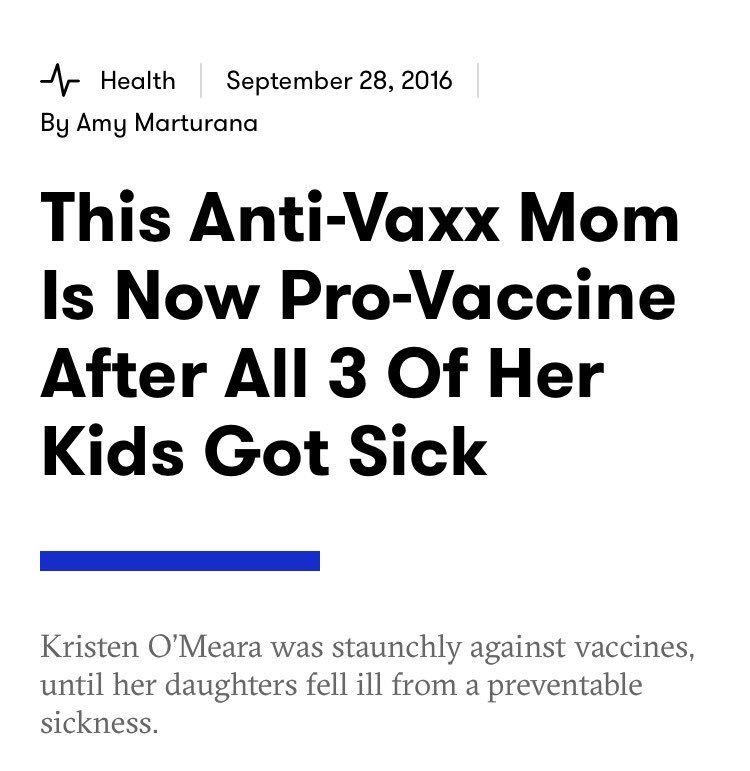 Health | September 28, 2016 |
By Amy Marturana
This Anti-Vaxx Mom
Is Now Pro-Vaccine
After All 3 Of Her
Kids Got Sick
Kristen O’Meara was staunchly against vaccines,
until her daughters fell ill from a preventable
sickness.